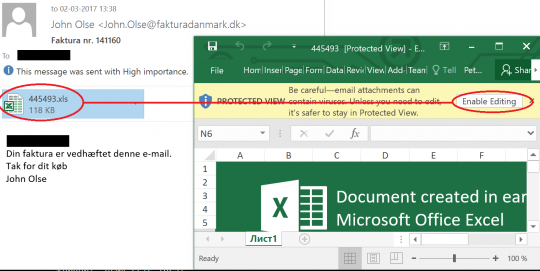 to 02-03-2017 13:38
John Olse <John.Olse@fakturadanmark.dk>
Faktura nr. 141160
To
This message was sent with High importance.
445493.xls
118 KB
Din faktura er vedhæftet denne e-mail.
Tak for dit køb
John Olse
445493 [Protected View] - E...
Hom Inser Page Form Data Review View Add- Team Tell Pet... Share
PROTECTED VIEW
Be careful—email attachments can
contain viruses. Unless you need to edit,
it's safer to stay in Protected View.
Enable Editing
N6
fx
A B C D E F
1
2
3
4
5
X
Document created in ear
Microsoft Office Excel
Лист1
Ready
100 %